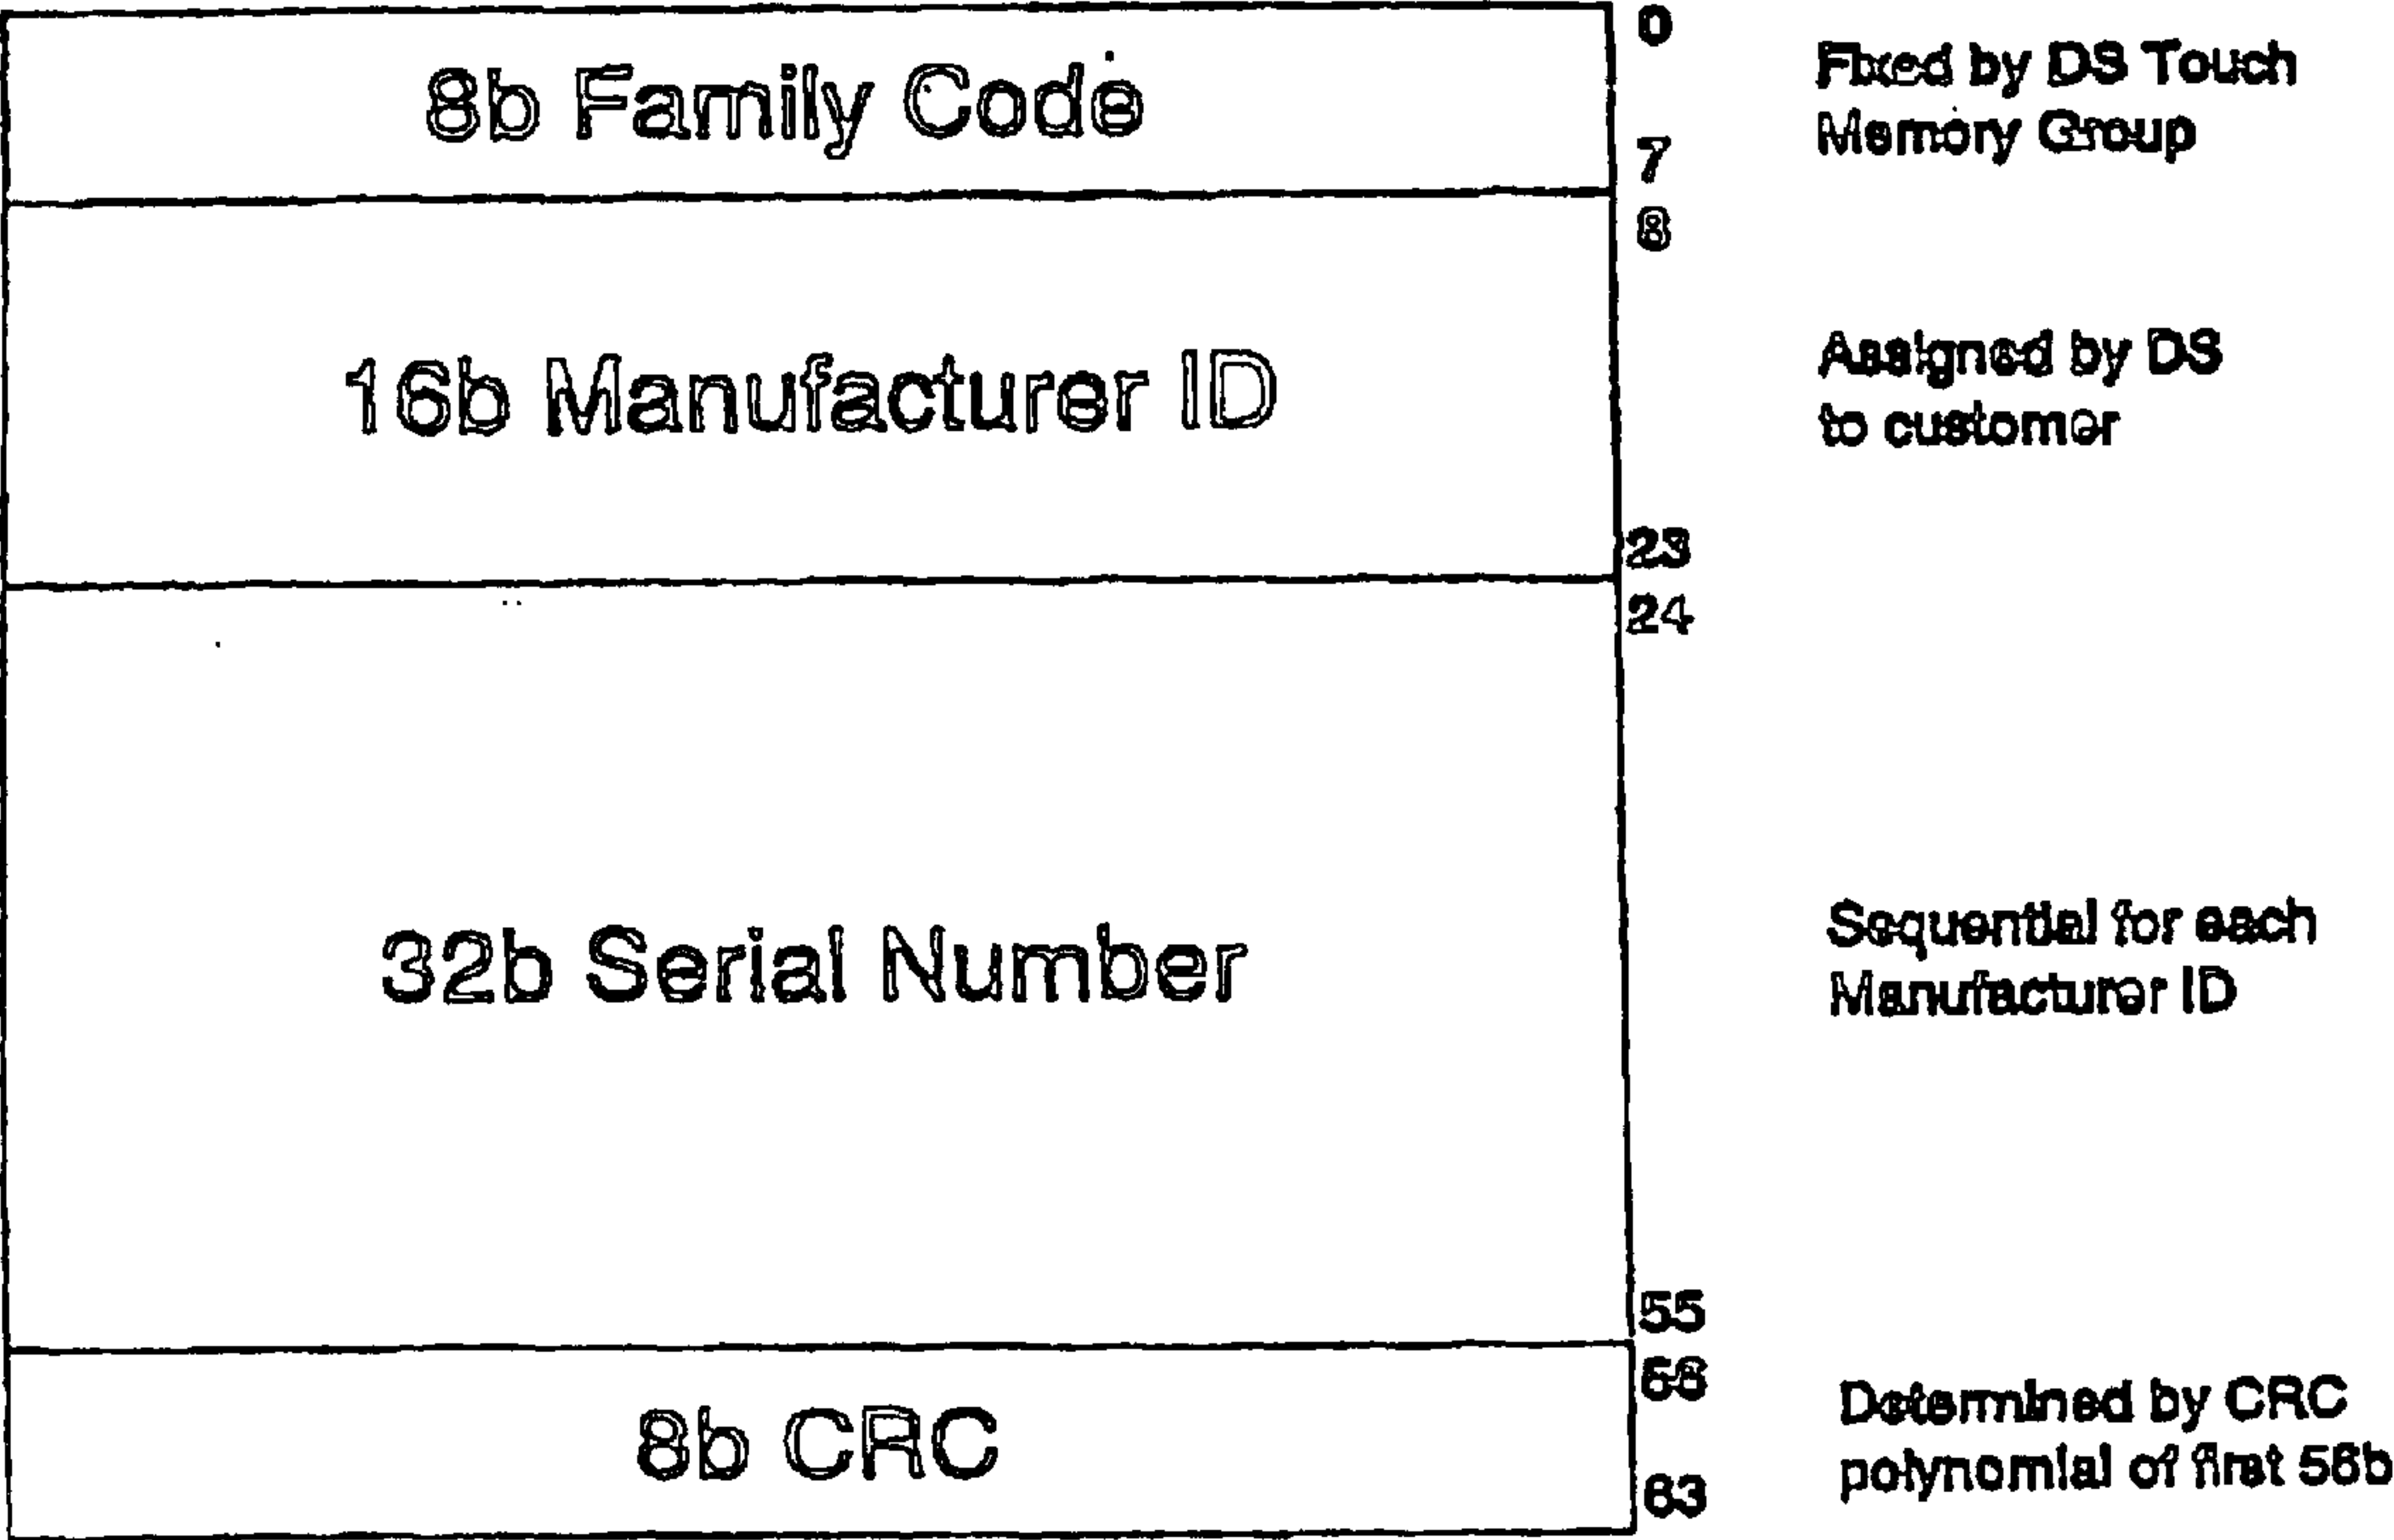 8b Family Code
0
7
Fixed by DS Touch
Memory Group
16b Manufacturer ID
8
23
Assigned by DS
to customer
32b Serial Number
24
55
Sequential for each
Manufacturer ID
8b CRC
56
63
Determined by CRC
polynomial of first 56b